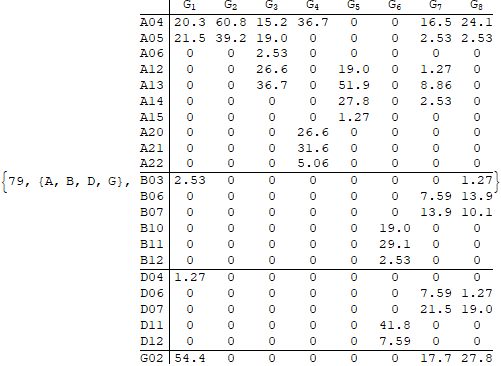 G₁ G₂ G₃ G₄ G₅ G₆ G₇ G₈
A04 20.3 60.8 15.2 36.7 0 0 16.5 24.1
A05 21.5 39.2 19.0 0 0 0 2.53 2.53
A06 0 0 2.53 0 0 0 0 0
A12 0 0 26.6 0 19.0 0 1.27 0
A13 0 0 36.7 0 51.9 0 8.86 0
A14 0 0 0 0 27.8 0 2.53 0
A15 0 0 0 0 1.27 0 0 0
A20 0 0 0 26.6 0 0 0 0
A21 0 0 0 31.6 0 0 0 0
A22 0 0 0 5.06 0 0 0 0
{79, {A, B, D, G}, B03 2.53 0 0 0 0 0 0 1.27}
B06 0 0 0 0 0 0 7.59 13.9
B07 0 0 0 0 0 0 13.9 10.1
B10 0 0 0 0 0 19.0 0 0
B11 0 0 0 0 0 29.1 0 0
B12 0 0 0 0 0 2.53 0 0
D04 1.27 0 0 0 0 0 0 0
D06 0 0 0 0 0 0 7.59 1.27
D07 0 0 0 0 0 0 21.5 19.0
D11 0 0 0 0 0 41.8 0 0
D12 0 0 0 0 0 7.59 0 0
G02 54.4 0 0 0 0 0 17.7 27.8